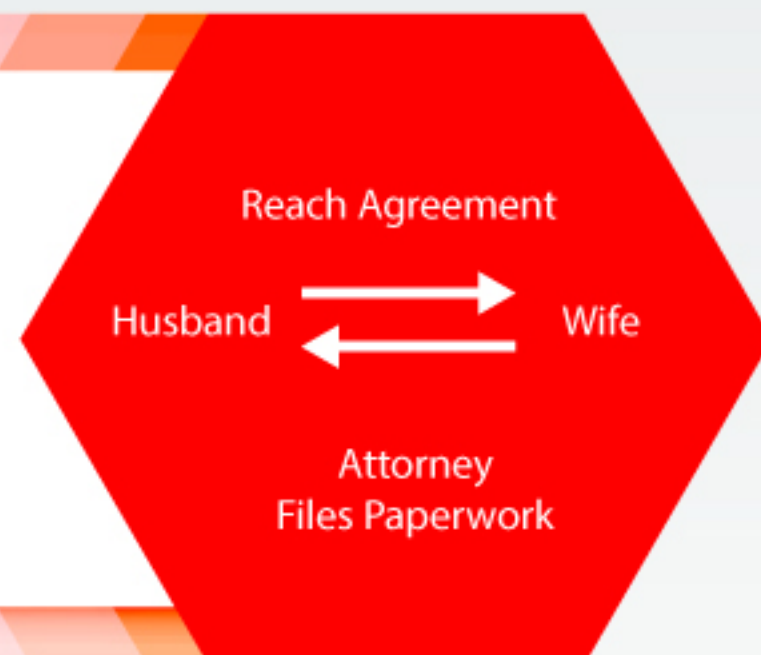 Reach Agreement
Husband
Wife
Attorney
Files Paperwork